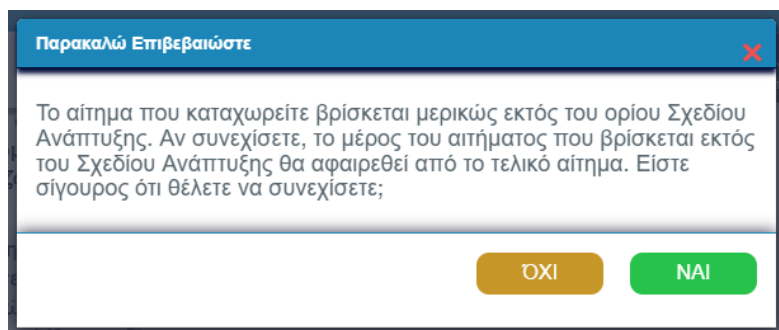 Παρακαλώ Επιβεβαιώστε
Το αίτημα που καταχωρείτε βρίσκεται μερικώς εκτός του ορίου Σχεδίου
Ανάπτυξης. Αν συνεχίσετε, το μέρος του αιτήματος που βρίσκεται εκτός
του Σχεδίου Ανάπτυξης θα αφαιρεθεί από το τελικό αίτημα. Είστε
σίγουρος ότι θέλετε να συνεχίσετε;
ΌΧΙ ΝΑΙ